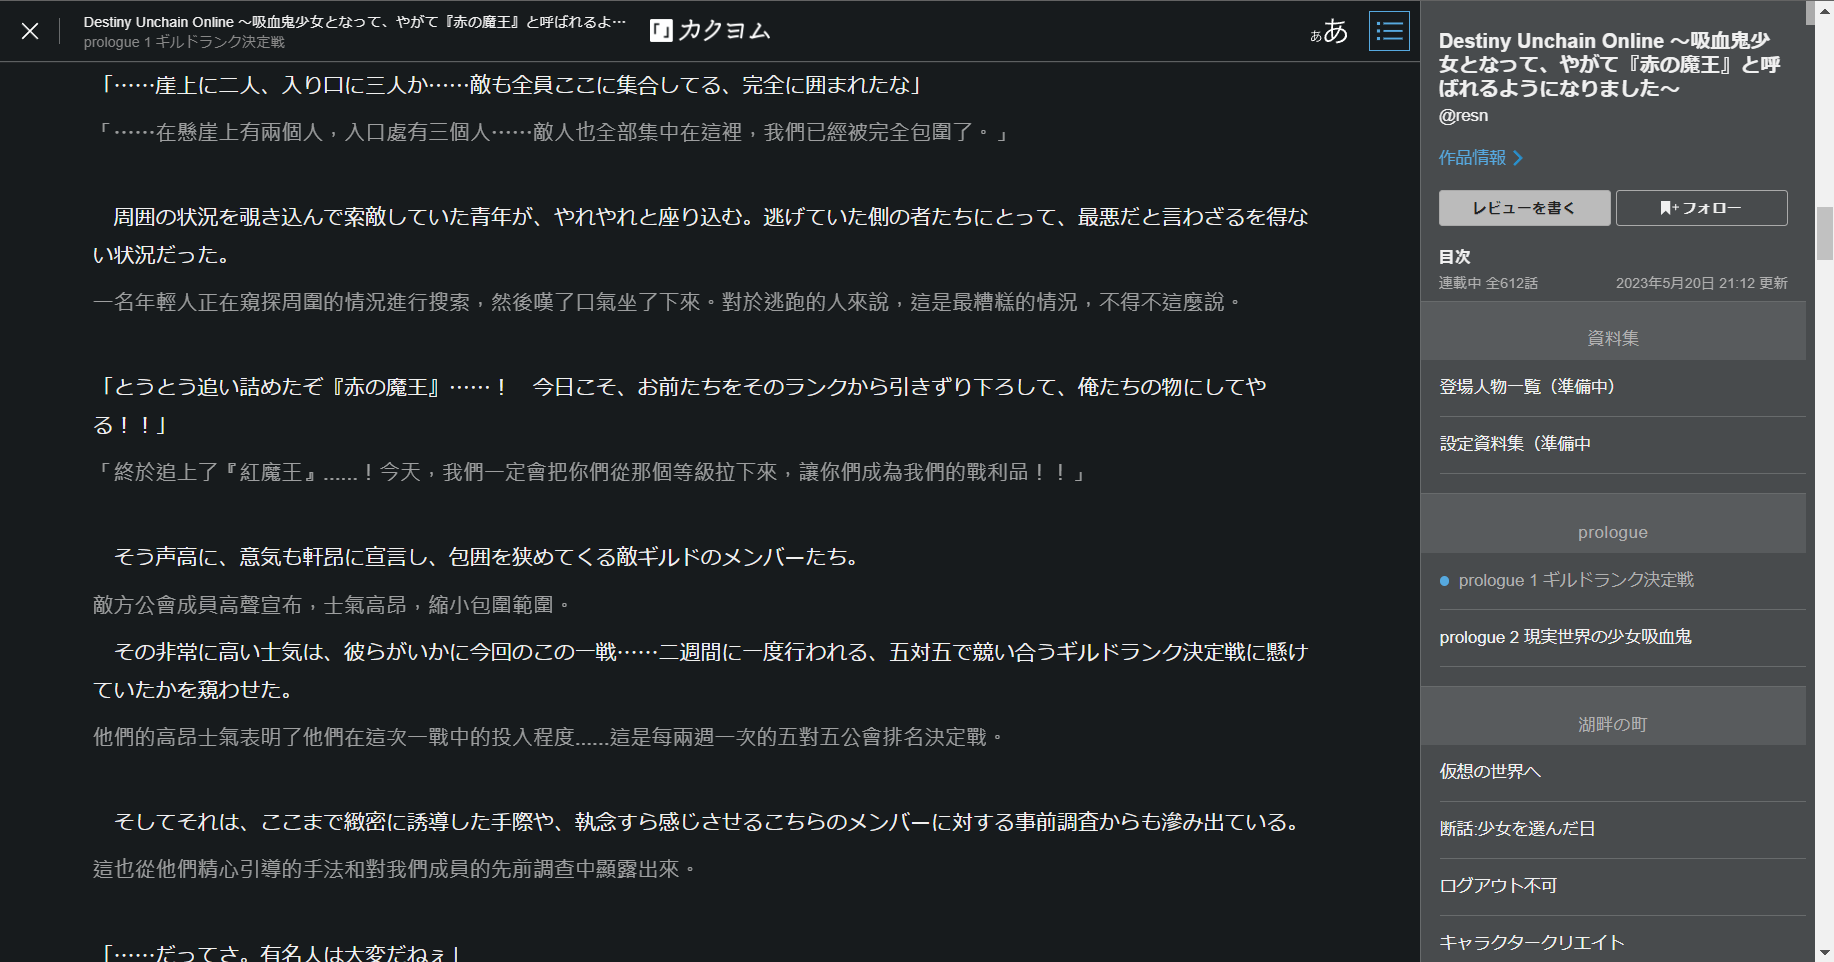 Destiny Unchain Online 〜吸血鬼少女となって、やがて『赤の魔王』と呼ばれるよ…
prologue 1 ギルドランク決定戦
カクヨム
ぁあ
「……崖上に二人、入り口に三人か……敵も全員ここに集合してる、完全に囲まれたな」
「……在懸崖上有兩個人，入口處有三個人……敵人也全部集中在這裡，我們已經被完全包圍了。」
周囲の状況を覗き込んで索敵していた青年が、やれやれと座り込む。逃げていた側の者たちにとって、最悪だと言わざるを得な
い状況だった。
一名年輕人正在窺探周圍的情況進行搜索，然後嘆了口氣坐了下來。對於逃跑的人來說，這是最糟糕的情況，不得不這麼說。
「とうとう追い詰めたぞ『赤の魔王』……！　今日こそ、お前たちをそのランクから引きずり下ろして、俺たちの物にしてや
る！！」
「終於追上了『紅魔王』......！今天，我們一定會把你們從那個等級拉下來，讓你們成為我們的戰利品！！」
そう声高に、意気も軒昂に宣言し、包囲を狭めてくる敵ギルドのメンバーたち。
敵方公會成員高聲宣布，士氣高昂，縮小包圍範圍。
その非常に高い士気は、彼らがいかに今回のこの一戦……二週間に一度行われる、五対五で競い合うギルドランク決定戦に懸け
ていたかを窺わせた。
他們的高昂士氣表明了他們在這次一戰中的投入程度......這是每兩週一次的五對五公會排名決定戰。
そしてそれは、ここまで緻密に誘導した手際や、執念すら感じさせるこちらのメンバーに対する事前調査からも滲み出ている。
這也從他們精心引導的手法和對我們成員的先前調查中顯露出來。
「……だってさ。有名人は大変だねぇ」
Destiny Unchain Online 〜吸血鬼少
女となって、やがて『赤の魔王』と呼
ばれるようになりました〜
@resn
作品情報
レビューを書く
+フォロー
目次
連載中 全612話
2023年5月20日 21:12 更新
資料集
登場人物一覧（準備中）
設定資料集（準備中
prologue
prologue 1 ギルドランク決定戦
prologue 2 現実世界の少女吸血鬼
湖畔の町
仮想の世界へ
断話:少女を選んだ日
ログアウト不可
キャラクタークリエイト